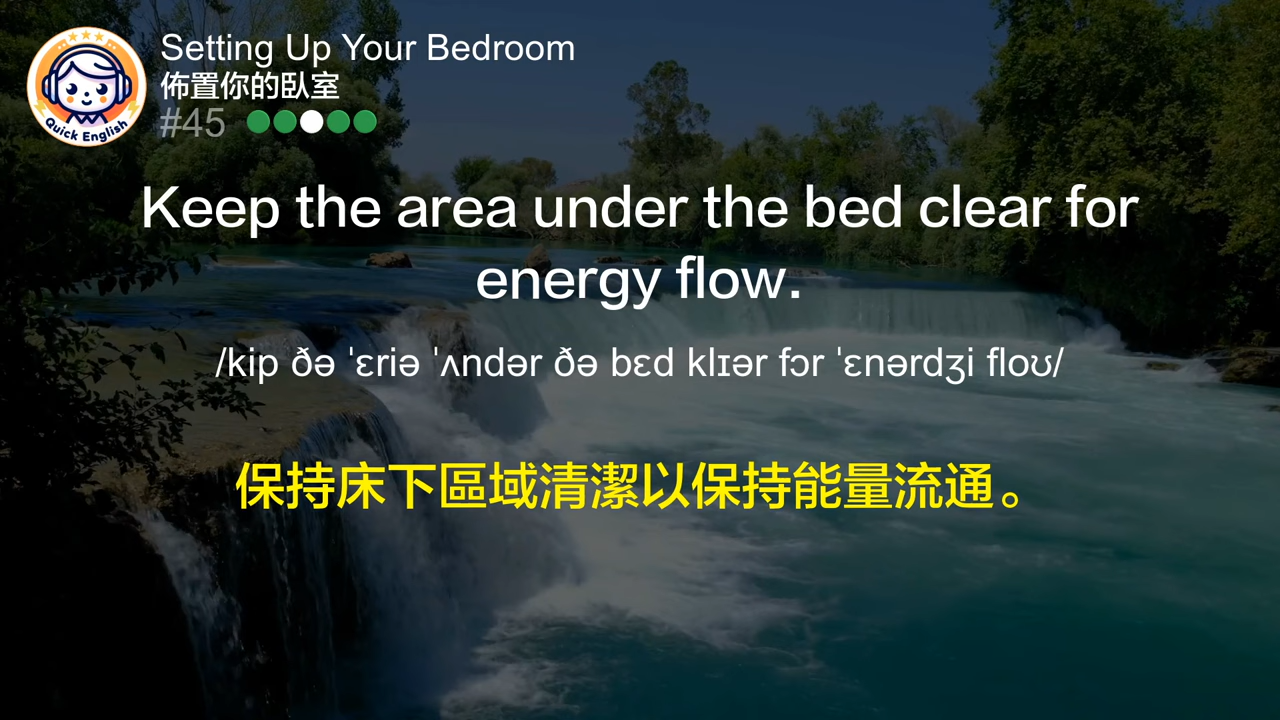 Setting Up Your Bedroom
佈置你的臥室
#45
Quick English
Keep the area under the bed clear for
energy flow.
/kip ðə ˈɛriə ˈʌndər ðə bɛd klɪər fɔr ˈɛnərdʒi floʊ/
保持床下區域清潔以保持能量流通。